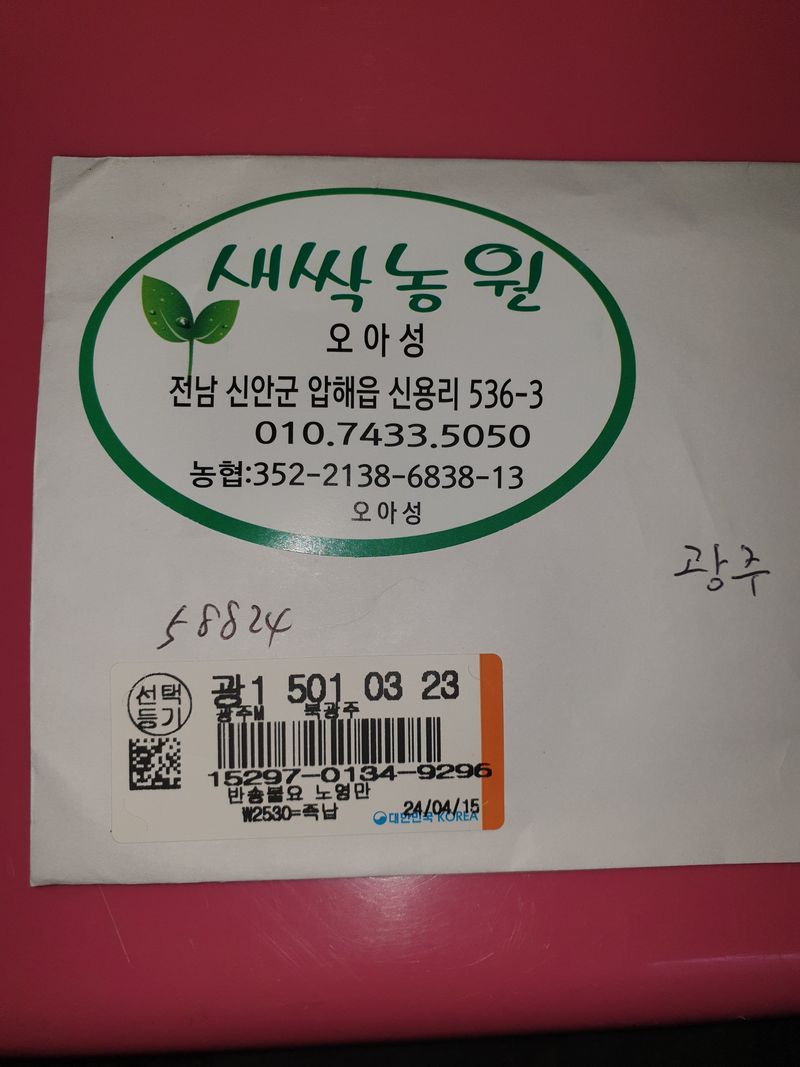 새싹농원
오아성
전남 신안군 압해읍 신용리 536-3
010.7433.5050
농협:352-2138-6838-13
오아성
광주
58824
선택
등기
광1 501 03 23
광주M 북광주
15297-0134-9296
반송불요 노영만
24/04/15
W2530=즉납
대한민국 KOREA